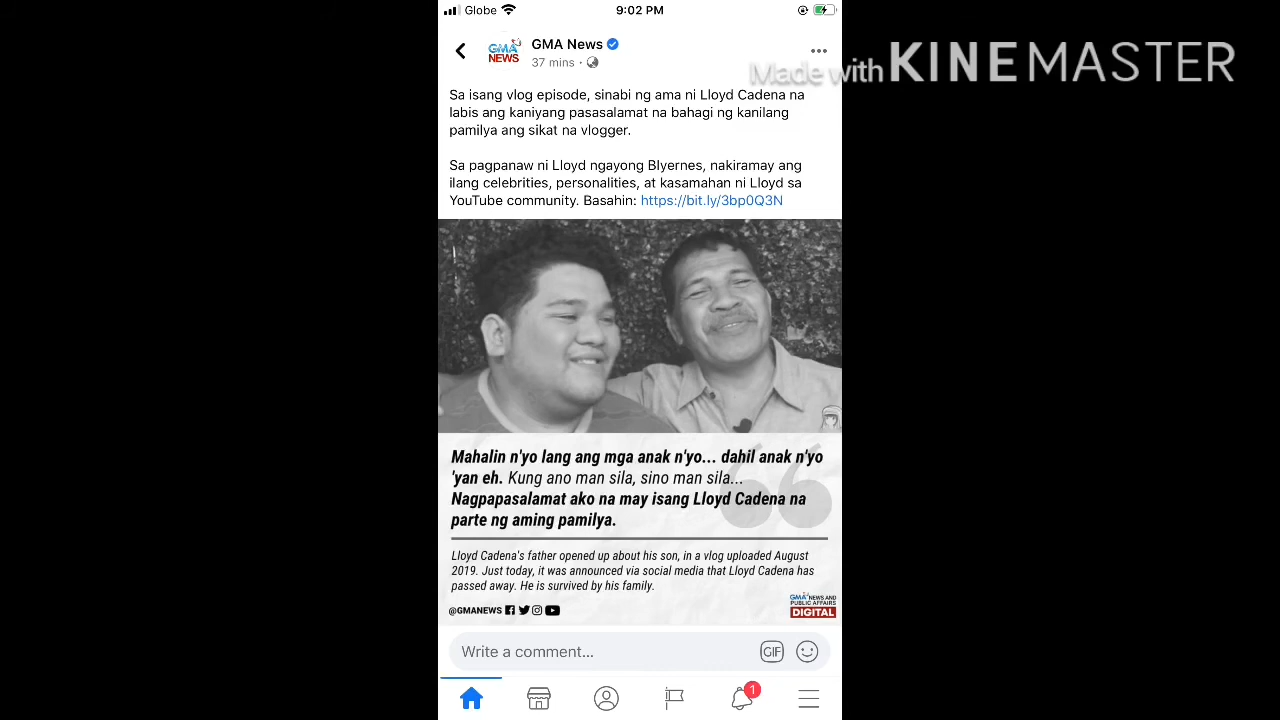 Globe
9:02 PM
GMA
NEWS
GMA News
37 mins ·
Made with KINEMASTER
Sa isang vlog episode, sinabi ng ama ni Lloyd Cadena na
labis ang kaniyang pasasalamat na bahagi ng kanilang
pamilya ang sikat na vlogger.
Sa pagpanaw ni Lloyd ngayong BIyernes, nakiramay ang
ilang celebrities, personalities, at kasamahan ni Lloyd sa
YouTube community. Basahin: https://bit.ly/3bp0Q3N
Mahalin n'yo lang ang mga anak n'yo... dahil anak n'yo
'yan eh. Kung ano man sila, sino man sila...
Nagpapasalamat ako na may isang Lloyd Cadena na
parte ng aming pamilya.
Lloyd Cadena's father opened up about his son, in a vlog uploaded August
2019. Just today, it was announced via social media that Lloyd Cadena has
passed away. He is survived by his family.
@GMANEWS
GMA NEWS AND
PUBLIC AFFAIRS
DIGITAL
Write a comment...
GIF
1